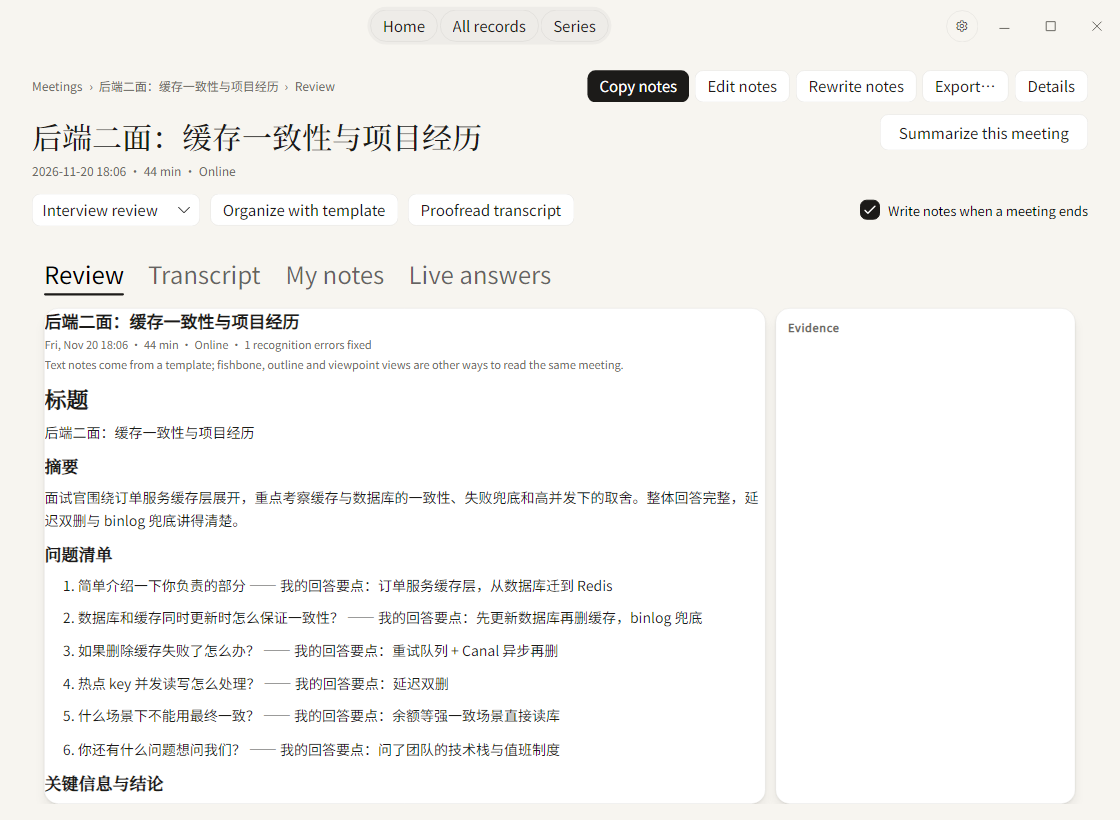 Home All records Series
Meetings › 后端二面：缓存一致性与项目经历 › Review
Copy notes Edit notes Rewrite notes Export… Details
后端二面：缓存一致性与项目经历
Summarize this meeting
2026-11-20 18:06 • 44 min • Online
Interview review Organize with template Proofread transcript
Write notes when a meeting ends
Review Transcript My notes Live answers
后端二面：缓存一致性与项目经历
Fri, Nov 20 18:06 • 44 min • Online • 1 recognition errors fixed
Text notes come from a template; fishbone, outline and viewpoint views are other ways to read the same meeting.
标题
后端二面：缓存一致性与项目经历
摘要
面试官围绕订单服务缓存层展开，重点考察缓存与数据库的一致性、失败兜底和高并发下的取舍。整体回答完整，延
迟双删与 binlog 兜底讲得清楚。
问题清单
1. 简单介绍一下你负责的部分 —— 我的回答要点：订单服务缓存层，从数据库迁到 Redis
2. 数据库和缓存同时更新时怎么保证一致性？ —— 我的回答要点：先更新数据库再删缓存，binlog 兜底
3. 如果删除缓存失败了怎么办？ —— 我的回答要点：重试队列 + Canal 异步再删
4. 热点 key 并发读写怎么处理？ —— 我的回答要点：延迟双删
5. 什么场景下不能用最终一致？ —— 我的回答要点：余额等强一致场景直接读库
6. 你还有什么问题想问我们？ —— 我的回答要点：问了团队的技术栈与值班制度
关键信息与结论
Evidence